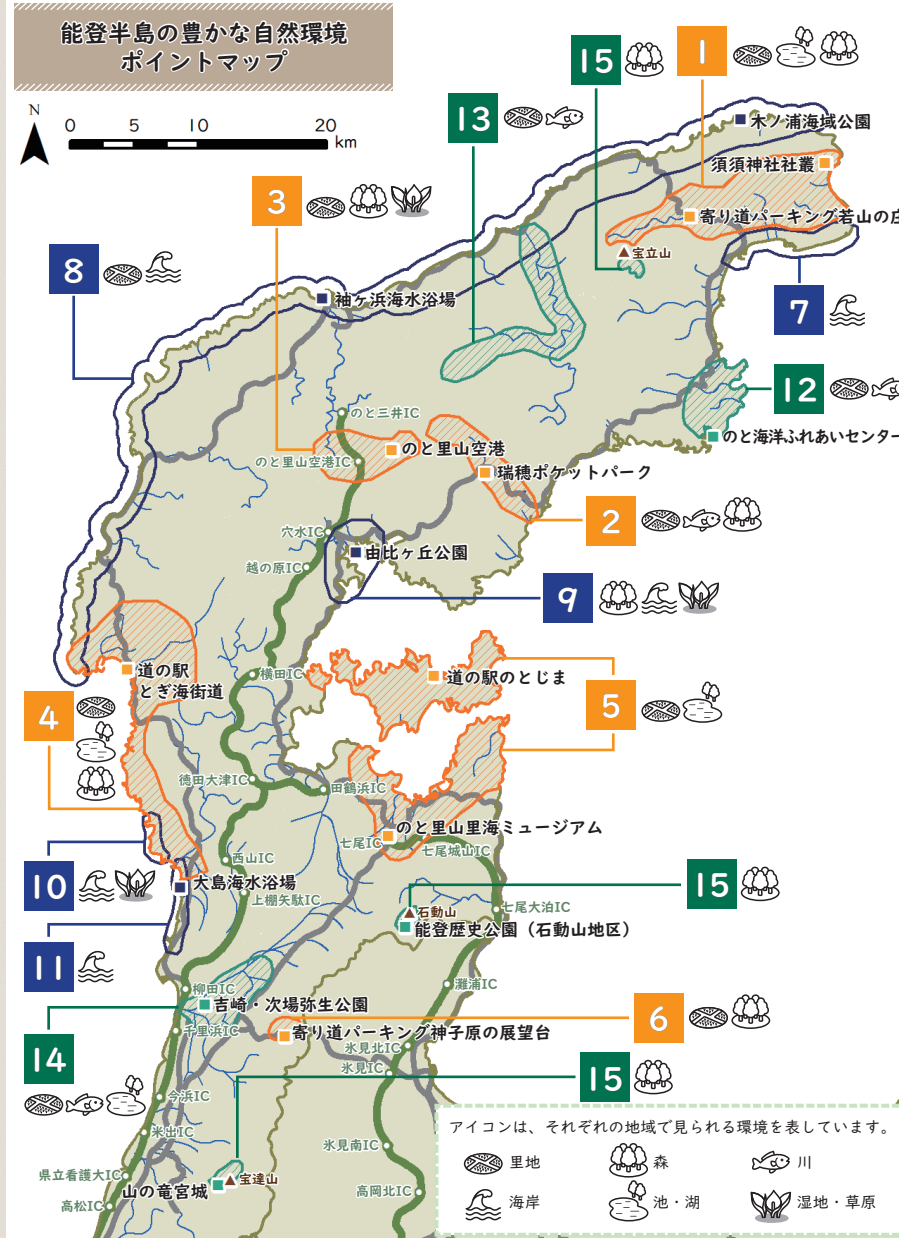 能登半島の豊かな自然環境
ポイントマップ
N
0 5 10 20
km
15
1
13
木ノ浦海域公園
須須神社社叢
3
寄り道パーキング若山の庄
宝立山
8
袖ヶ浜海水浴場
7
12
のと三井IC
のと海洋ふれあいセンター
のと里山空港
のと里山空港IC
瑞穂ポケットパーク
2
穴水IC
由比ヶ丘公園
越の原IC
9
道の駅
とぎ海街道
横田IC
道の駅のとじま
5
4
徳田大津IC
田鶴浜IC
のと里山里海ミュージアム
七尾IC
七尾城山IC
西山IC
10
大島海水浴場
上棚矢駄IC
15
石動山
七尾大泊IC
能登歴史公園（石動山地区）
11
柳田IC
灘浦IC
吉崎・次場弥生公園
6
千里浜IC
寄り道パーキング神子原の展望台
14
氷見北IC
氷見IC
15
今浜IC
米出IC
氷見南IC
県立看護大IC
山の竜宮城
宝達山
高松IC
高岡北IC
アイコンは、それぞれの地域で見られる環境を表しています。
里地 森 川
海岸 池・湖 湿地・草原